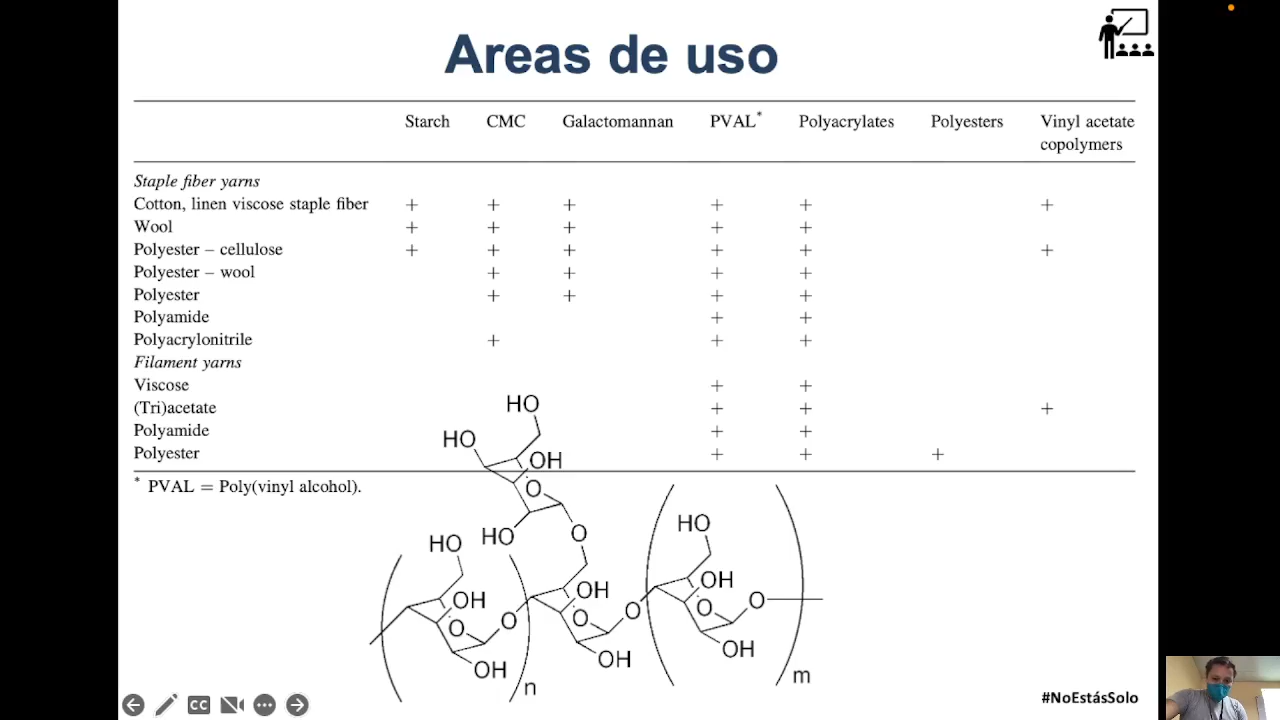 Areas de uso
Starch CMC Galactomannan PVAL* Polyacrylates Polyesters Vinyl acetate
copolymers
Staple fiber yarns
Cotton, linen viscose staple fiber + + + + + +
Wool + + + + +
Polyester – cellulose + + + + + +
Polyester – wool + + + +
Polyester + + + +
Polyamide + +
Polyacrylonitrile + + +
Filament yarns
Viscose + +
(Tri)acetate + + +
Polyamide + +
Polyester + + +
* PVAL = Poly(vinyl alcohol).
HO
HO
OH
O
HO
O
HO
OH
O
O
OH
n
OH
O
O
OH
HO
OH
O
O
OH
m
CC
#NoEstásSolo